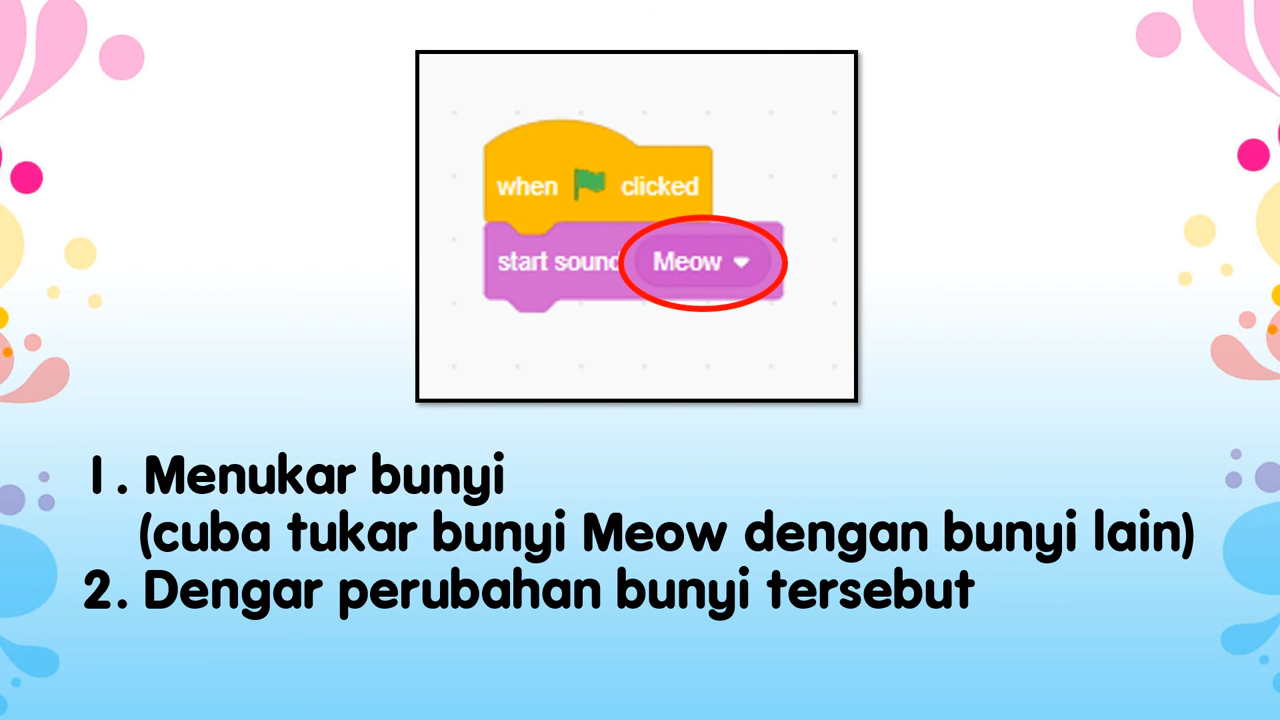 when clicked
start sound Meow
1. Menukar bunyi
(cuba tukar bunyi Meow dengan bunyi lain)
2. Dengar perubahan bunyi tersebut